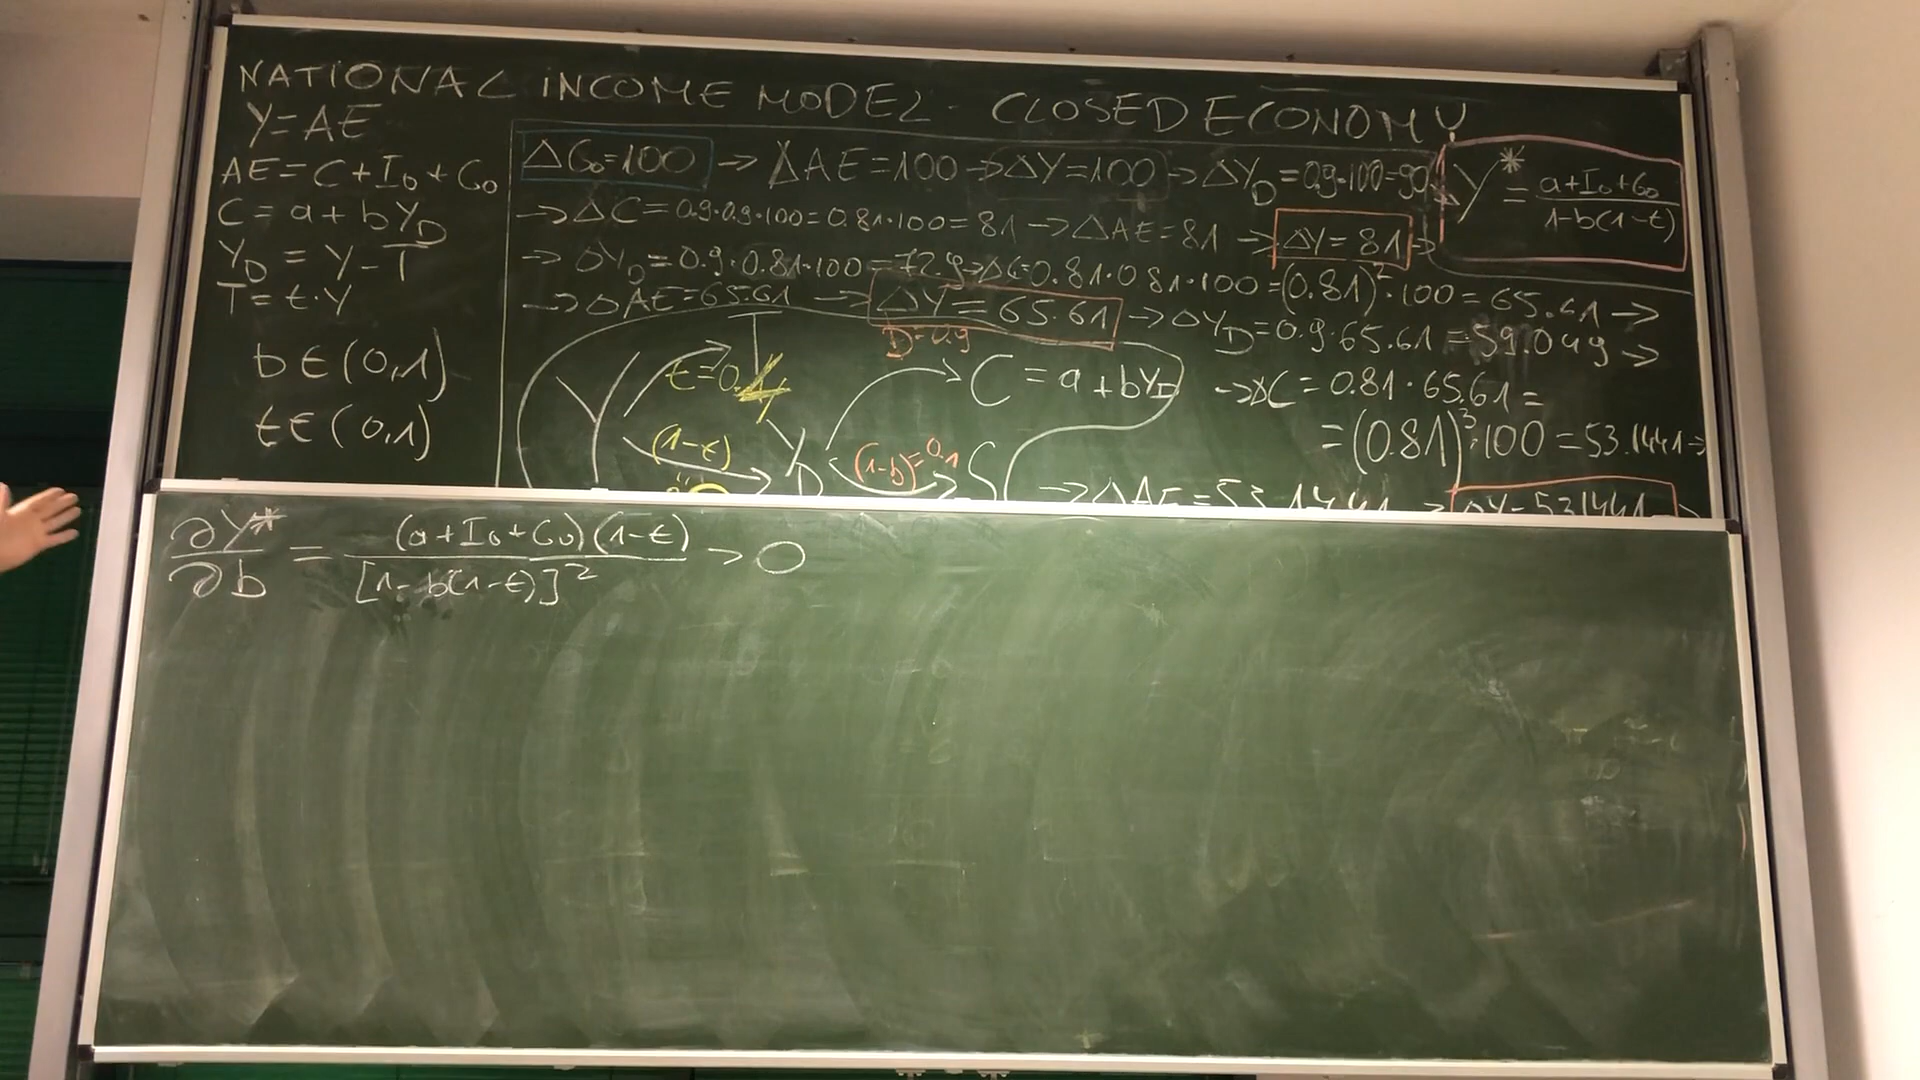 NATIONAL INCOME MODEL - CLOSED ECONOMY
Y=AE
AE=C+I₀+G₀
C=a+bY_D
Y_D=Y-T
T=t·Y
b∈(0,1)
t∈(0,1)
ΔG₀=100 → ΔAE=100 → ΔY=100 → ΔY_D=0.9·100=90
→ ΔC=0.9·0.9·100=0.81·100=81 → ΔAE=81 → ΔY=81 →
→ ΔY_D=0.9·0.81·100=72.9 → ΔC=0.81·0.81·100=(0.81)²·100=65.61 →
→ ΔAE=65.61 → ΔY=65.61 → ΔY_D=0.9·65.61=59.049 →
→ ΔC=0.81·65.61=
=(0.81)³·100=53.1441 →
→ ΔAE=53.1441 → ΔY=53.1441
Y*=(a+I₀+G₀)/(1-b(1-t))
T
b=0.9
t=0.1
Y
C=a+bY_D
(1-t)
Y_D
(1-b)=0.1
S
∂Y*/∂b=(a+I₀+G₀)(1-t)/[1-b(1-t)]²>0